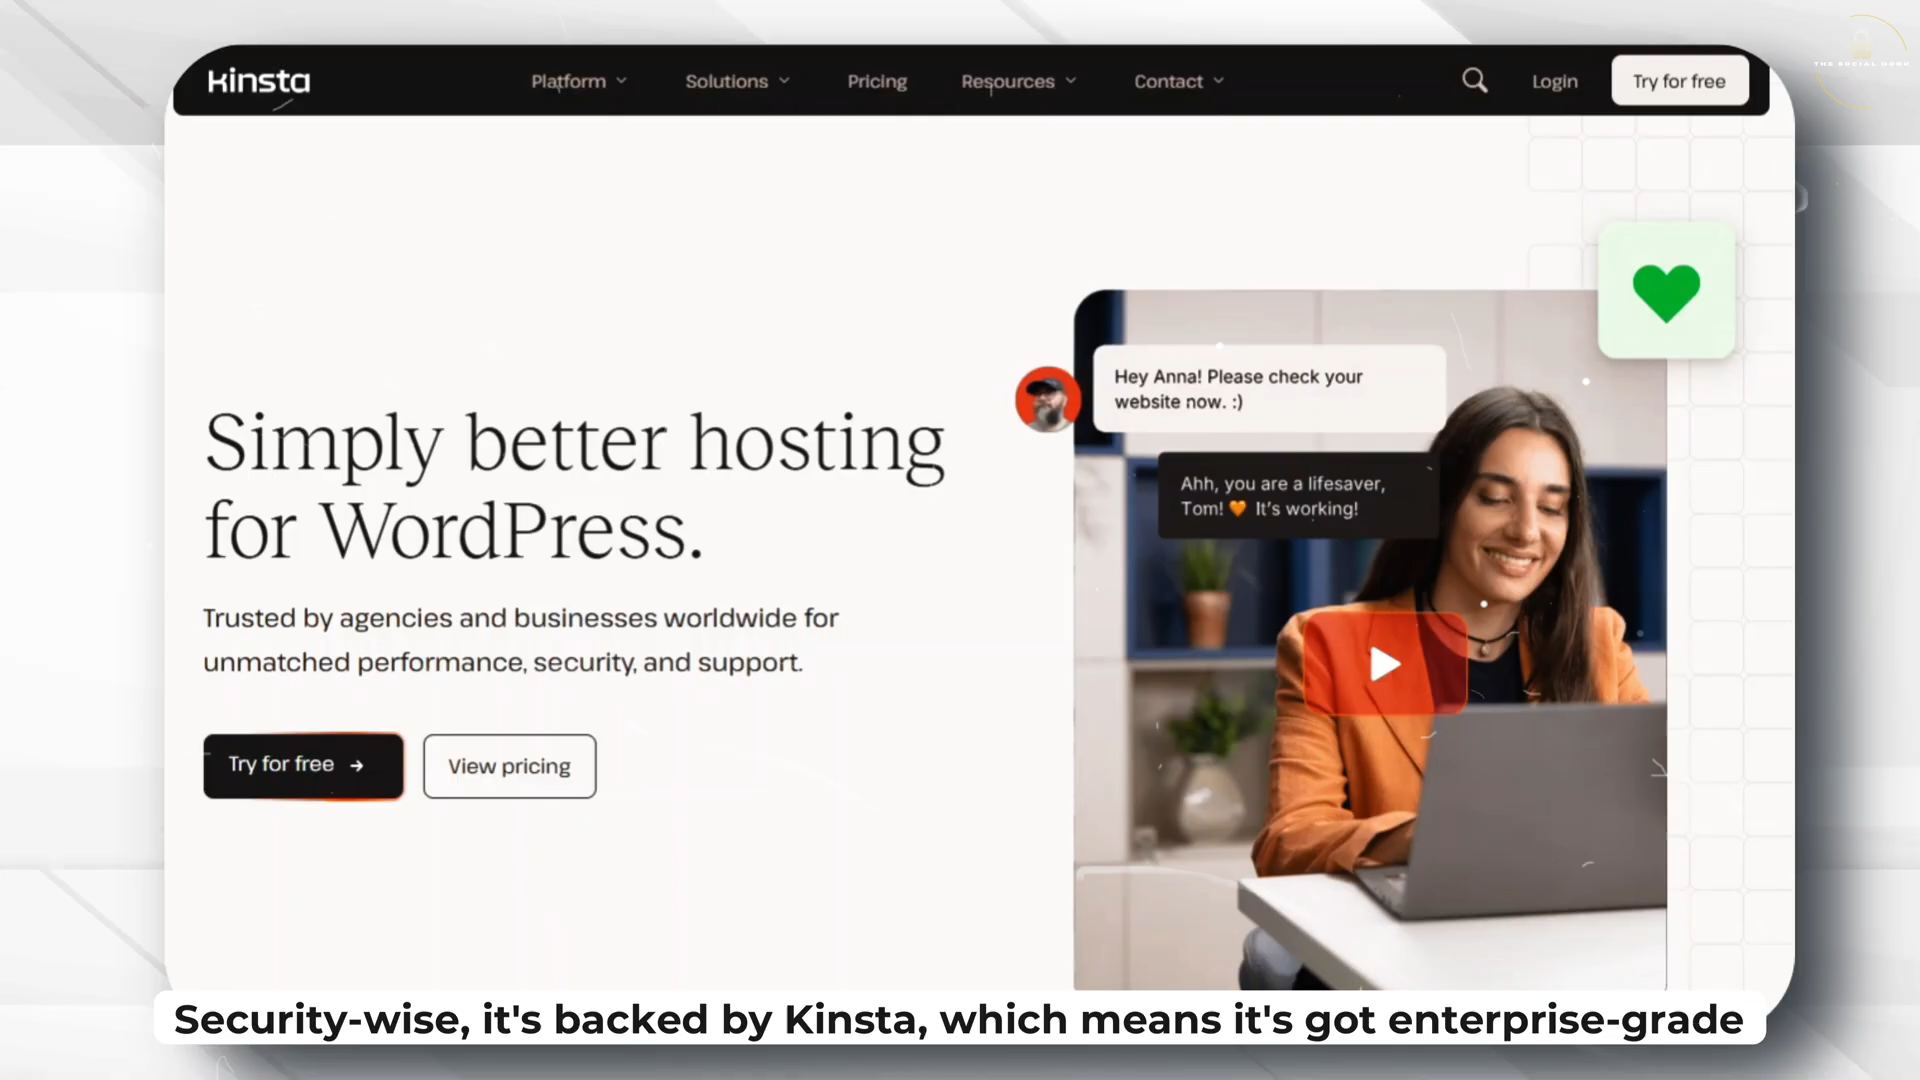 Kinsta
Platform
Solutions
Pricing
Resources
Contact
Login
Try for free
Hey Anna! Please check your
website now. :)
Ahh, you are a lifesaver,
Tom! 🧡 It's working!
Simply better hosting
for WordPress.
Trusted by agencies and businesses worldwide for
unmatched performance, security, and support.
Try for free →
View pricing
Security-wise, it's backed by Kinsta, which means it's got enterprise-grade